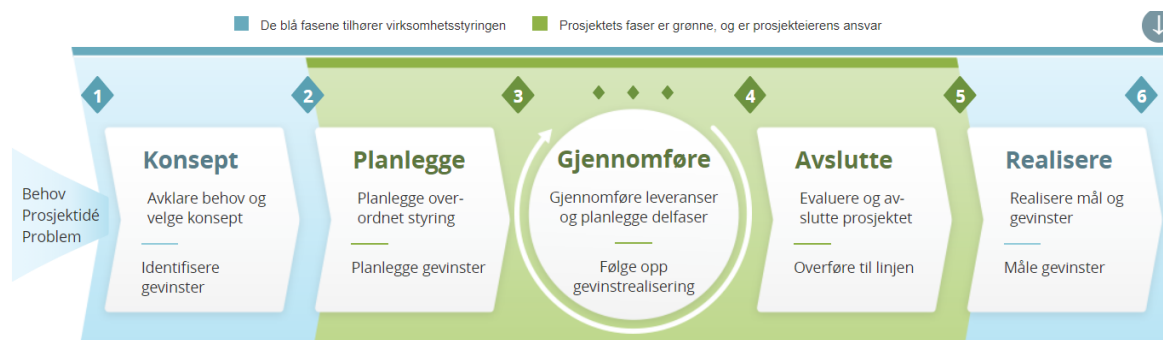 De blå fasene tilhører virksomhetsstyringen
Prosjektets faser er grønne, og er prosjekteierens ansvar
1
2
3
4
5
6
Behov
Prosjektidé
Problem
Konsept
Avklare behov og
velge konsept
Identifisere
gevinster
Planlegge
Planlegge over-
ordnet styring
Planlegge gevinster
Gjennomføre
Gjennomføre leveranser
og planlegge delfaser
Følge opp
gevinstrealisering
Avslutte
Evaluere og av-
slutte prosjektet
Overføre til linjen
Realisere
Realisere mål og
gevinster
Måle gevinster